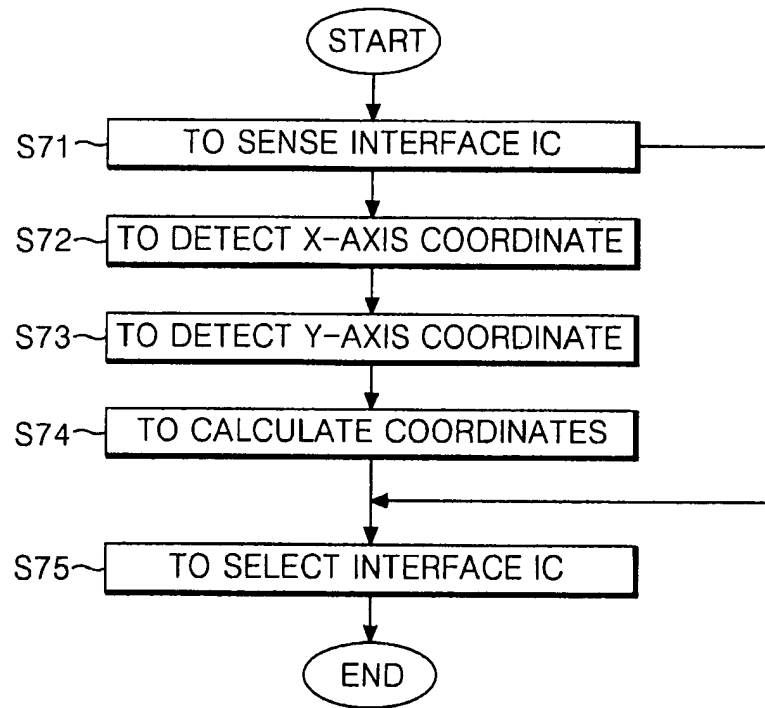 START
S71 TO SENSE INTERFACE IC
S72 TO DETECT X-AXIS COORDINATE
S73 TO DETECT Y-AXIS COORDINATE
S74 TO CALCULATE COORDINATES
S75 TO SELECT INTERFACE IC
END